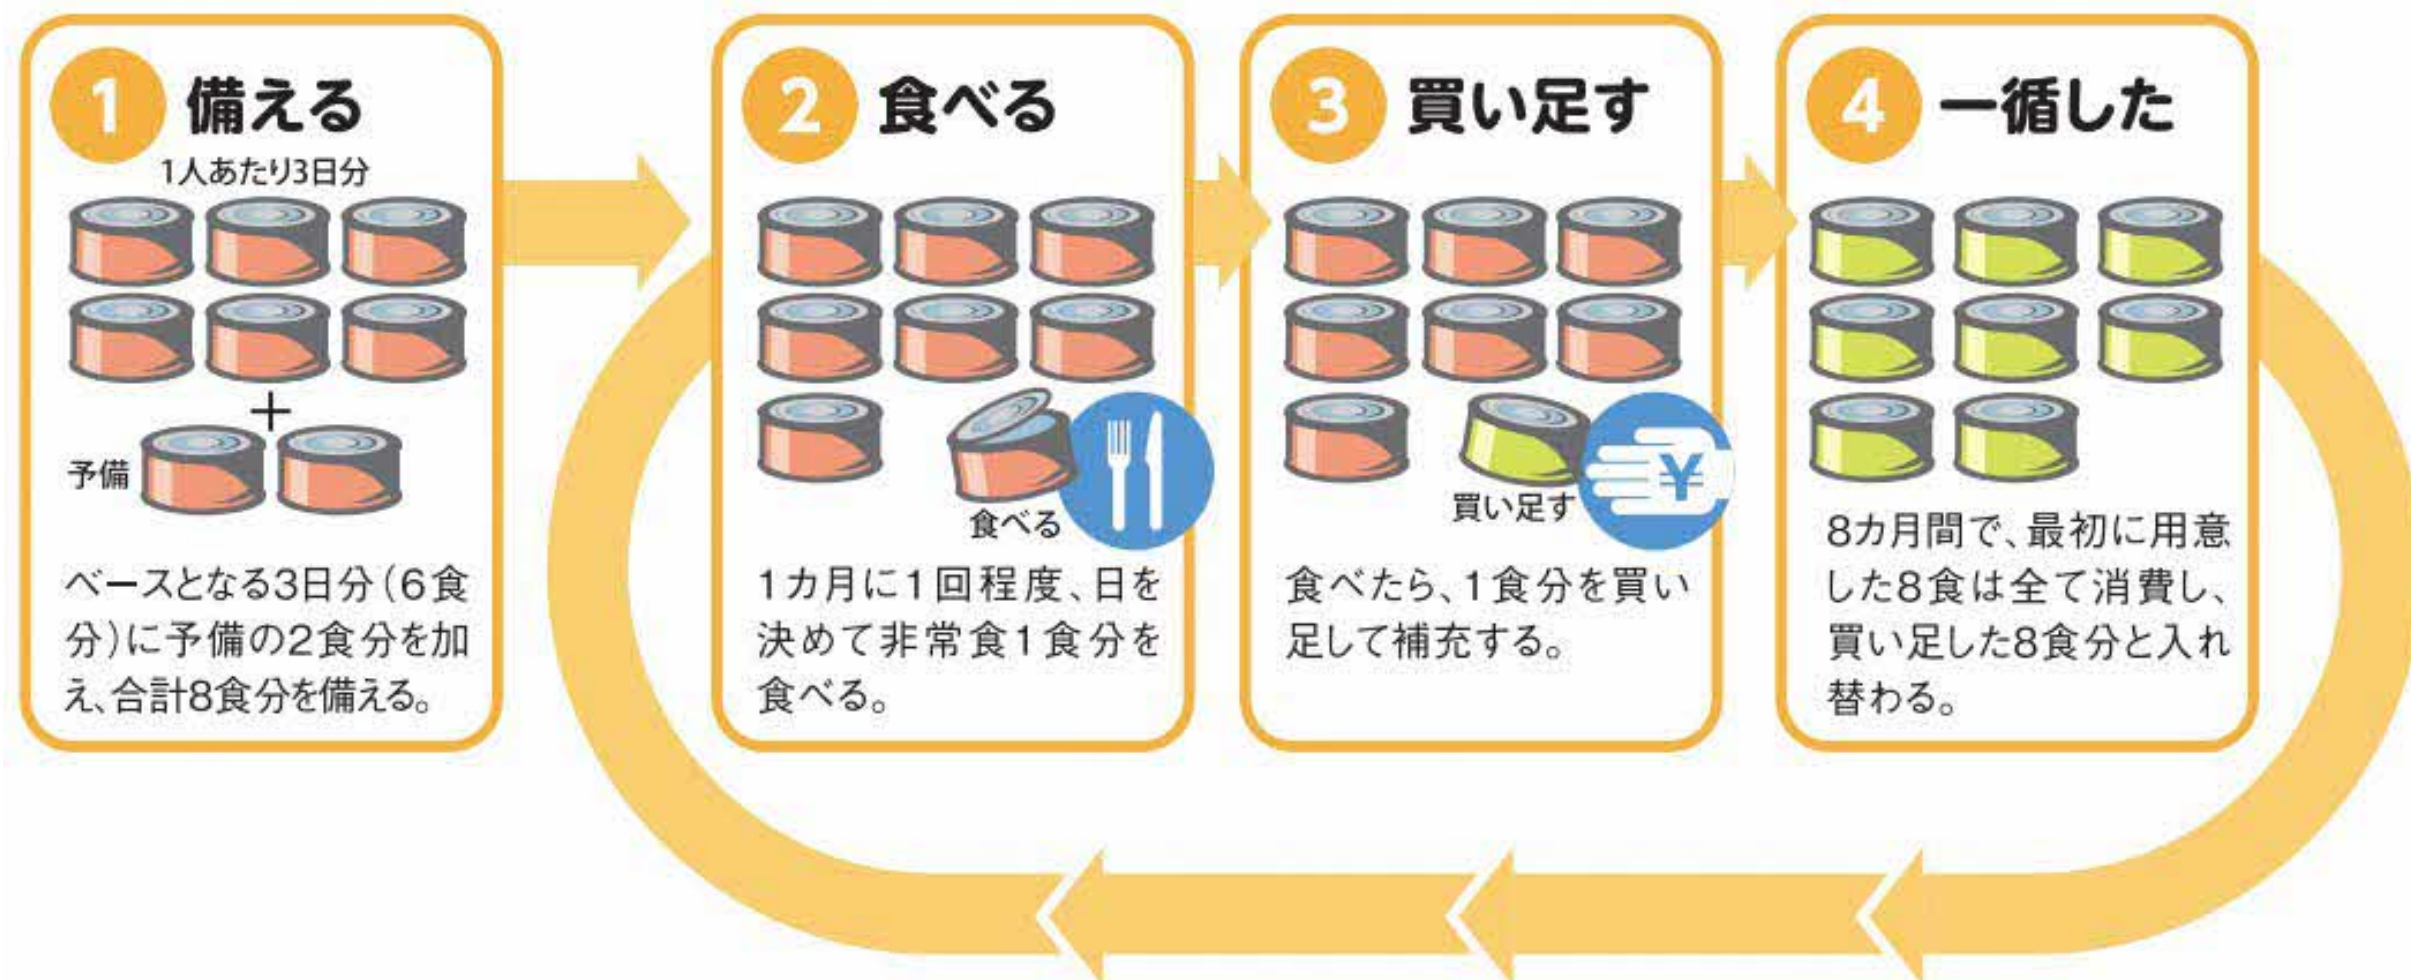 1 備える
1人あたり3日分
+
予備
ベースとなる3日分(6食
分)に予備の2食分を加
え、合計8食分を備える。
2 食べる
食べる
1カ月に1回程度、日を
決めて非常食1食分を
食べる。
3 買い足す
¥
買い足す
食べたら、1食分を買い
足して補充する。
4 一循した
8カ月間で、最初に用意
した8食は全て消費し、
買い足した8食分と入れ
替わる。